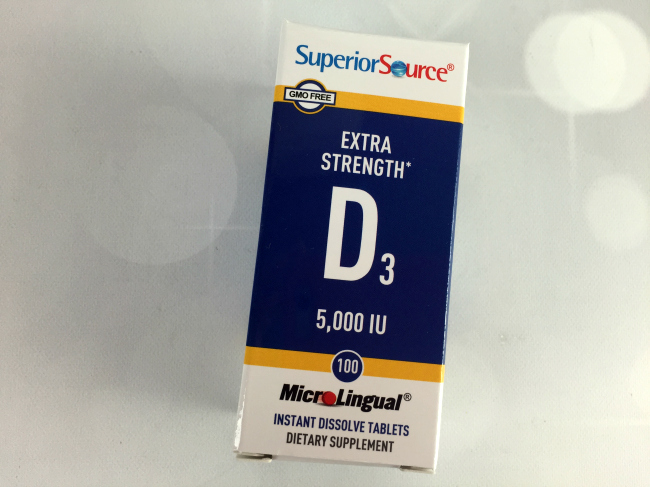 SuperiorSource®
GMO FREE
EXTRA
STRENGTH*
D3
5,000 IU
100
MicroLingual®
INSTANT DISSOLVE TABLETS
DIETARY SUPPLEMENT